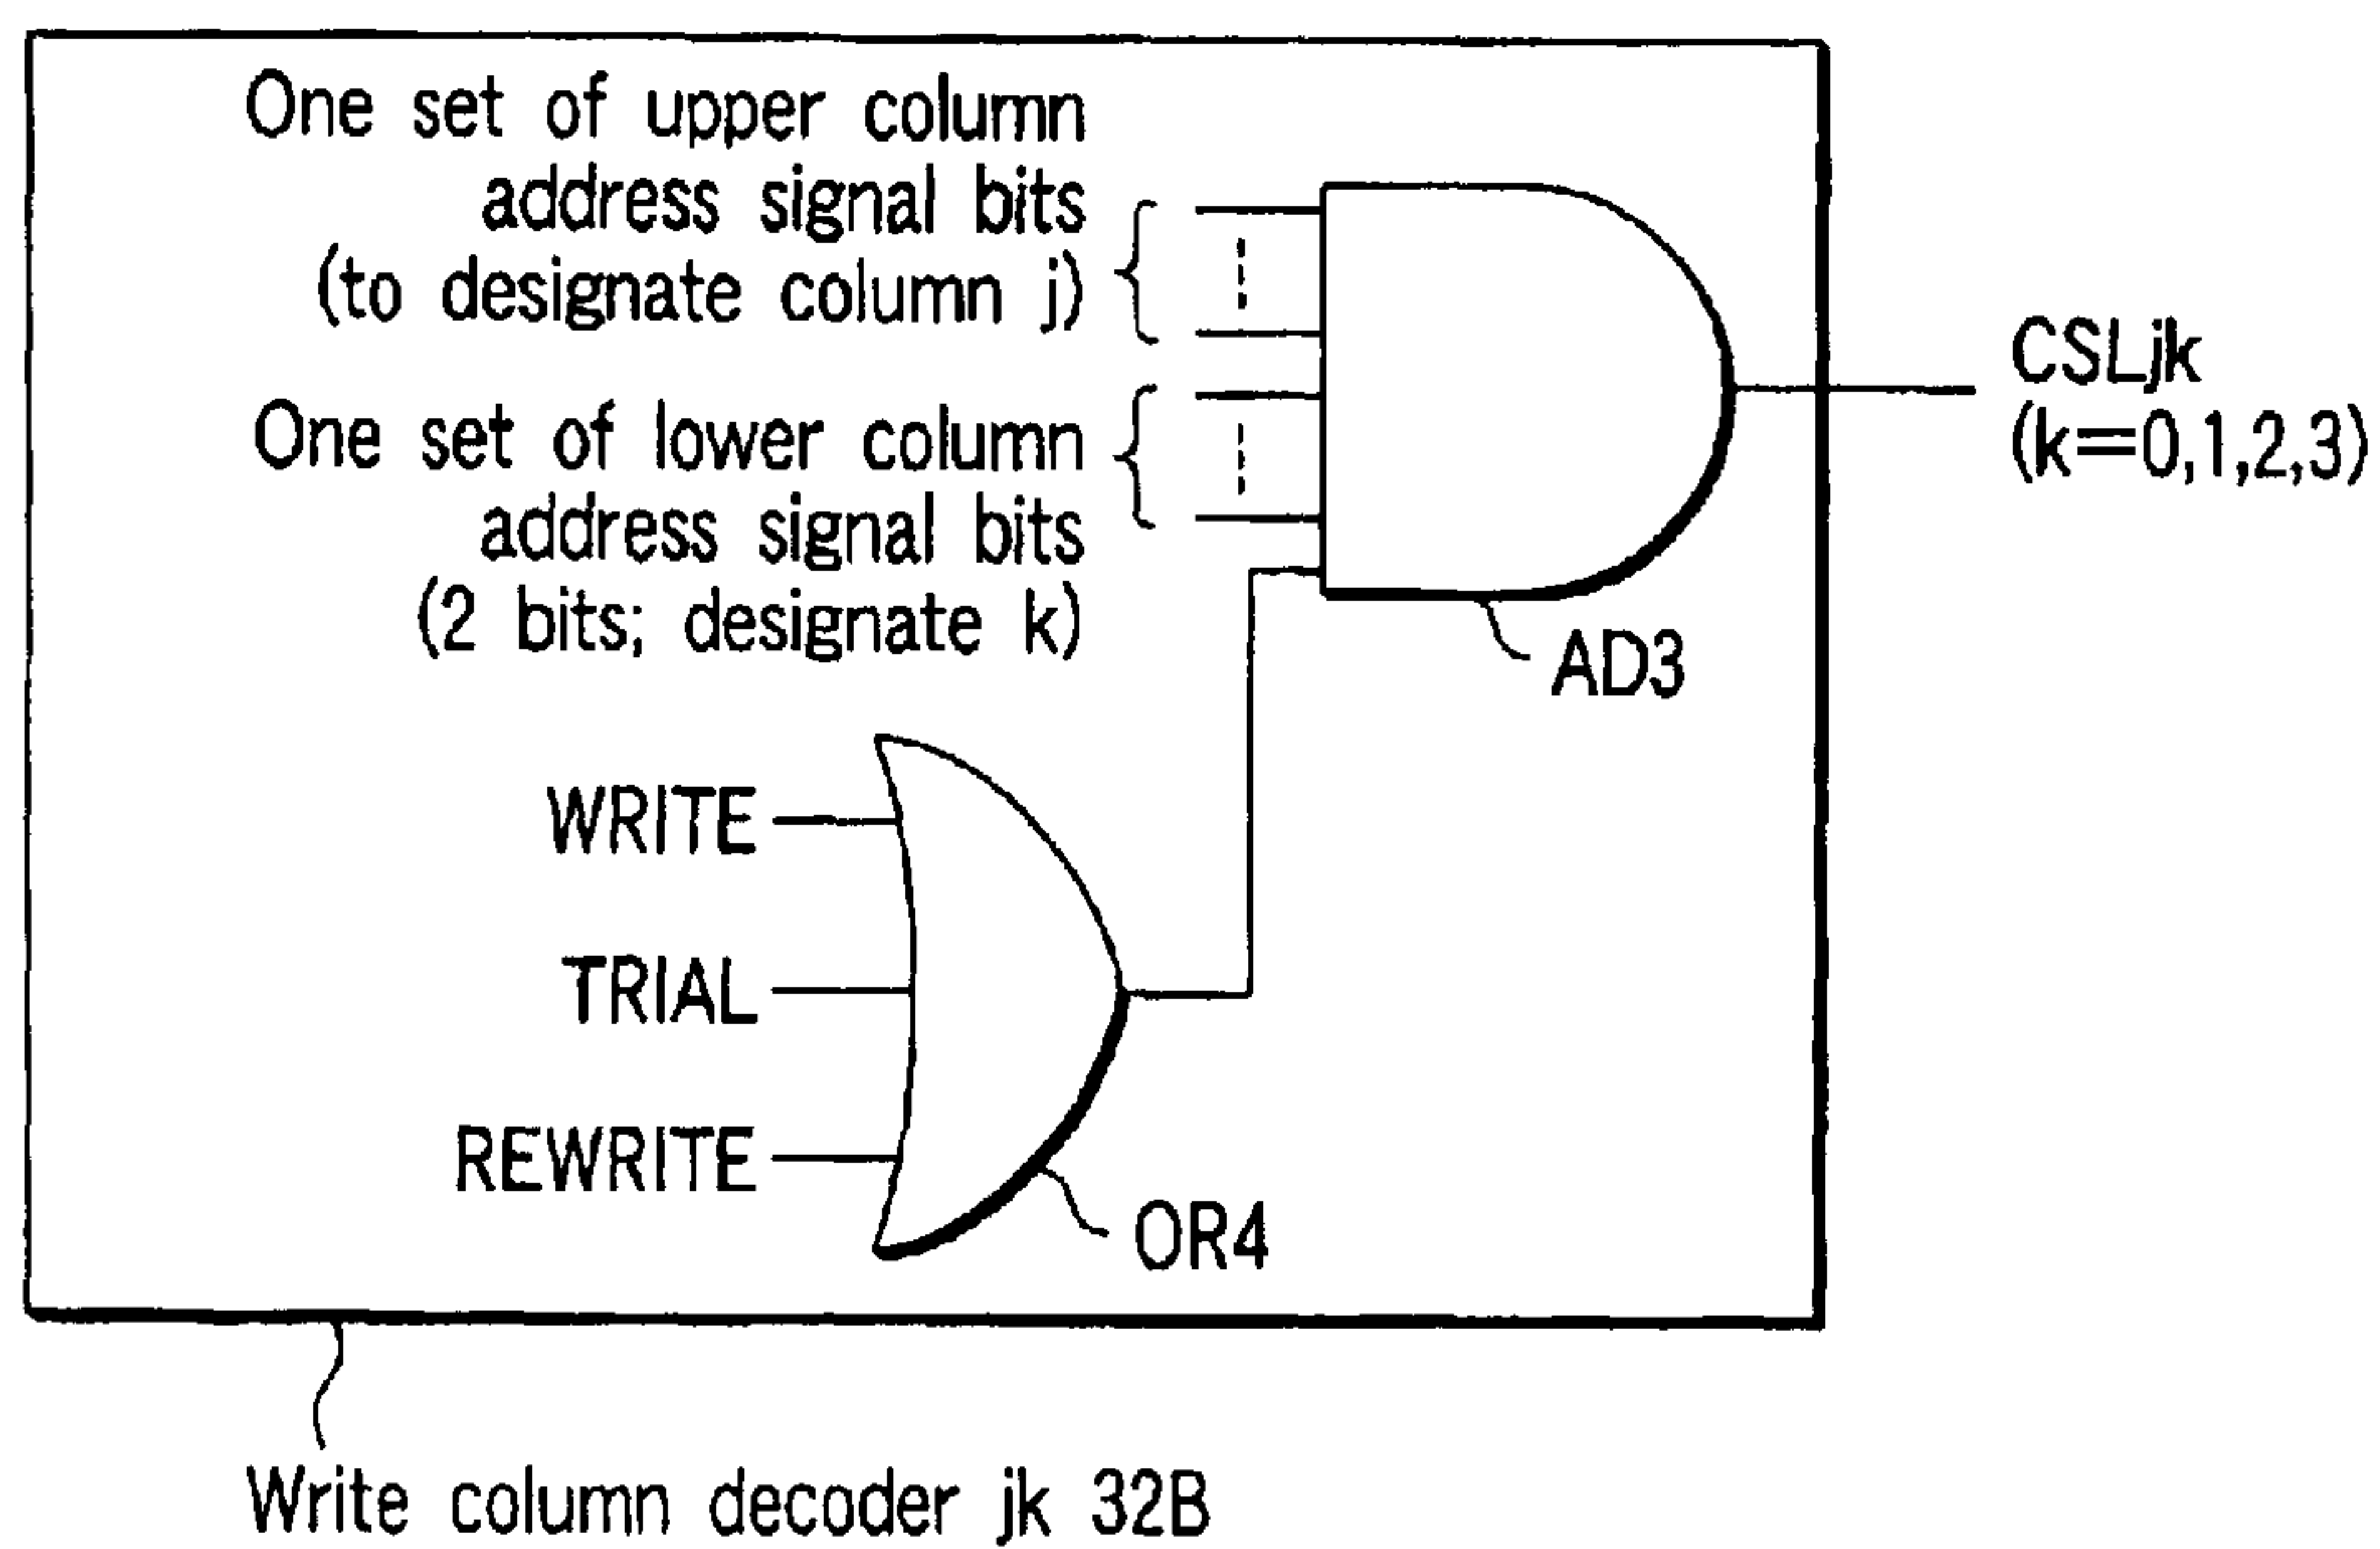 One set of upper column
address signal bits
(to designate column j)
One set of lower column
address signal bits
(2 bits; designate k)
CSLjk
(k=0,1,2,3)
AD3
WRITE
TRIAL
REWRITE
OR4
Write column decoder jk 32B